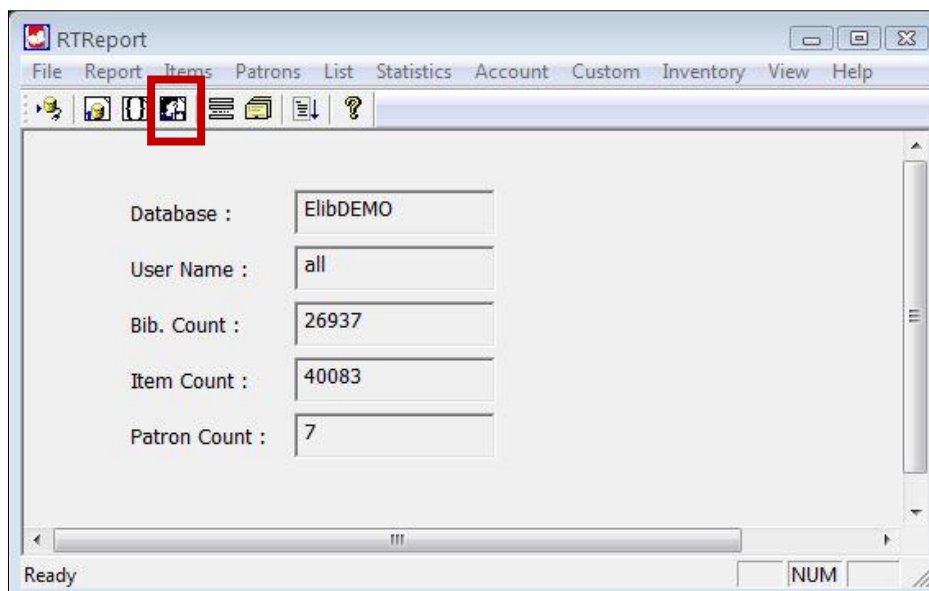 RTReport
File Report Items Patrons List Statistics Account Custom Inventory View Help
Database : ElibDEMO
User Name : all
Bib. Count : 26937
Item Count : 40083
Patron Count : 7
Ready NUM